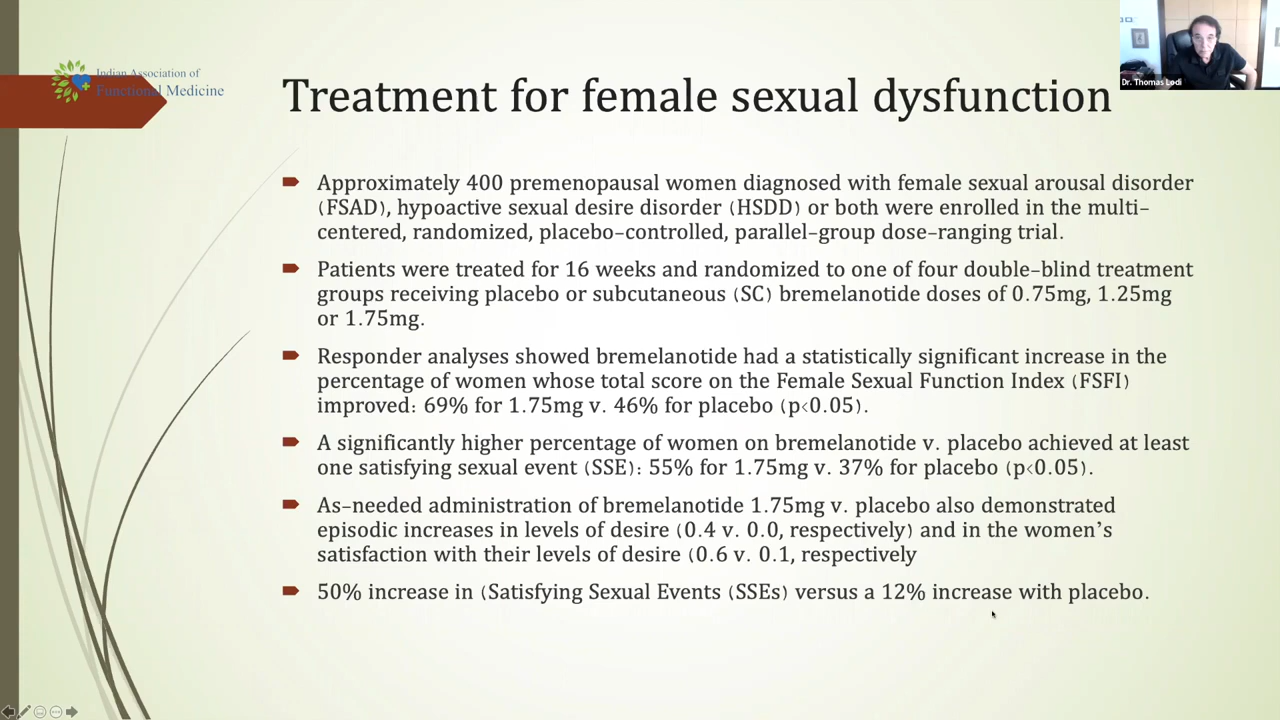 Indian Association of
Functional Medicine
Dr. Thomas Lodi
Treatment for female sexual dysfunction
Approximately 400 premenopausal women diagnosed with female sexual arousal disorder
(FSAD), hypoactive sexual desire disorder (HSDD) or both were enrolled in the multi-
centered, randomized, placebo-controlled, parallel-group dose-ranging trial.
Patients were treated for 16 weeks and randomized to one of four double-blind treatment
groups receiving placebo or subcutaneous (SC) bremelanotide doses of 0.75mg, 1.25mg
or 1.75mg.
Responder analyses showed bremelanotide had a statistically significant increase in the
percentage of women whose total score on the Female Sexual Function Index (FSFI)
improved: 69% for 1.75mg v. 46% for placebo (p<0.05).
A significantly higher percentage of women on bremelanotide v. placebo achieved at least
one satisfying sexual event (SSE): 55% for 1.75mg v. 37% for placebo (p<0.05).
As-needed administration of bremelanotide 1.75mg v. placebo also demonstrated
episodic increases in levels of desire (0.4 v. 0.0, respectively) and in the women's
satisfaction with their levels of desire (0.6 v. 0.1, respectively
50% increase in (Satisfying Sexual Events (SSEs) versus a 12% increase with placebo.